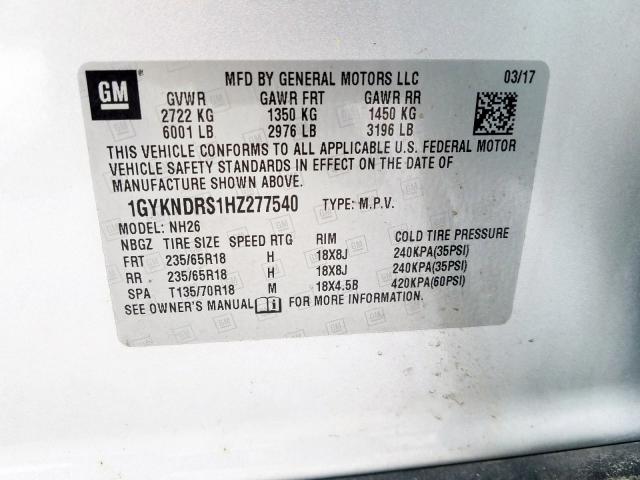 GM
MFD BY GENERAL MOTORS LLC 03/17
GVWR GAWR FRT GAWR RR
2722 KG 1350 KG 1450 KG
6001 LB 2976 LB 3196 LB
THIS VEHICLE CONFORMS TO ALL APPLICABLE U.S. FEDERAL MOTOR
VEHICLE SAFETY STANDARDS IN EFFECT ON THE DATE OF
MANUFACTURE SHOWN ABOVE.
1GYKNDRS1HZ277540 TYPE: M.P.V.
MODEL: NH26
NBGZ TIRE SIZE SPEED RTG RIM COLD TIRE PRESSURE
FRT 235/65R18 H 18X8J 240KPA(35PSI)
RR 235/65R18 H 18X8J 240KPA(35PSI)
SPA T135/70R18 M 18X4.5B 420KPA(60PSI)
SEE OWNER'S MANUAL FOR MORE INFORMATION.